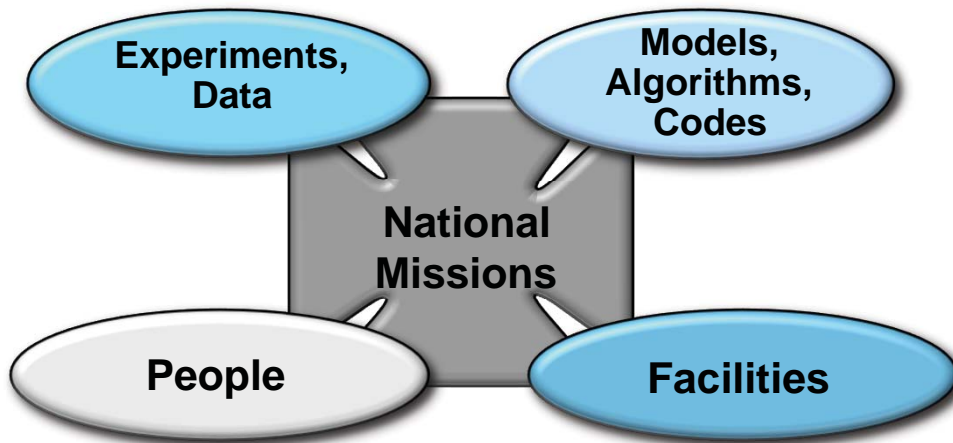 Experiments,
Data
Models,
Algorithms,
Codes
National
Missions
People
Facilities